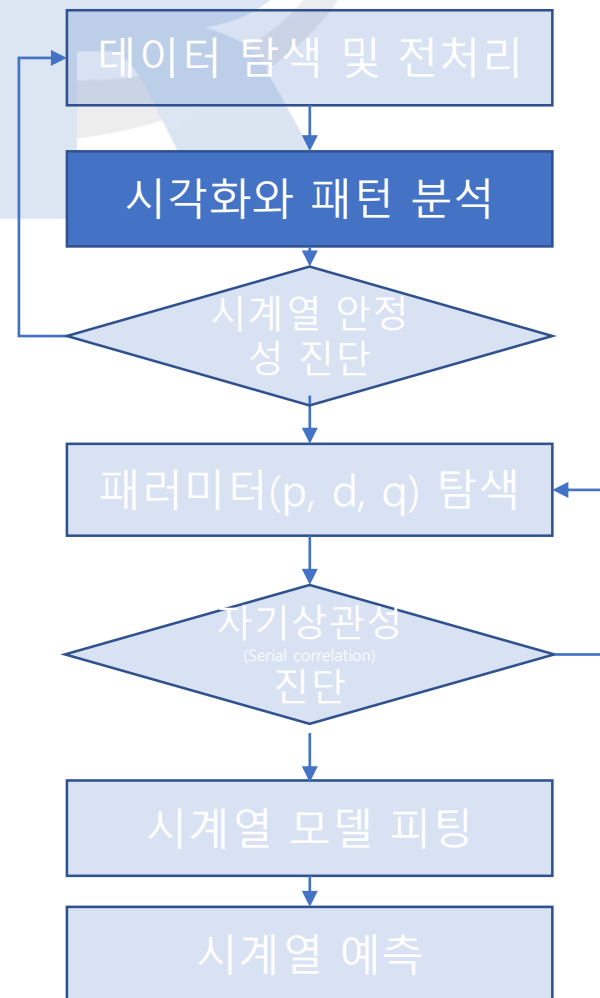 데이터 탐색 및 전처리
시각화와 패턴 분석
시계열 안정
성 진단
패러미터(p, d, q) 탐색
자기상관성
(Serial correlation)
진단
시계열 모델 피팅
시계열 예측